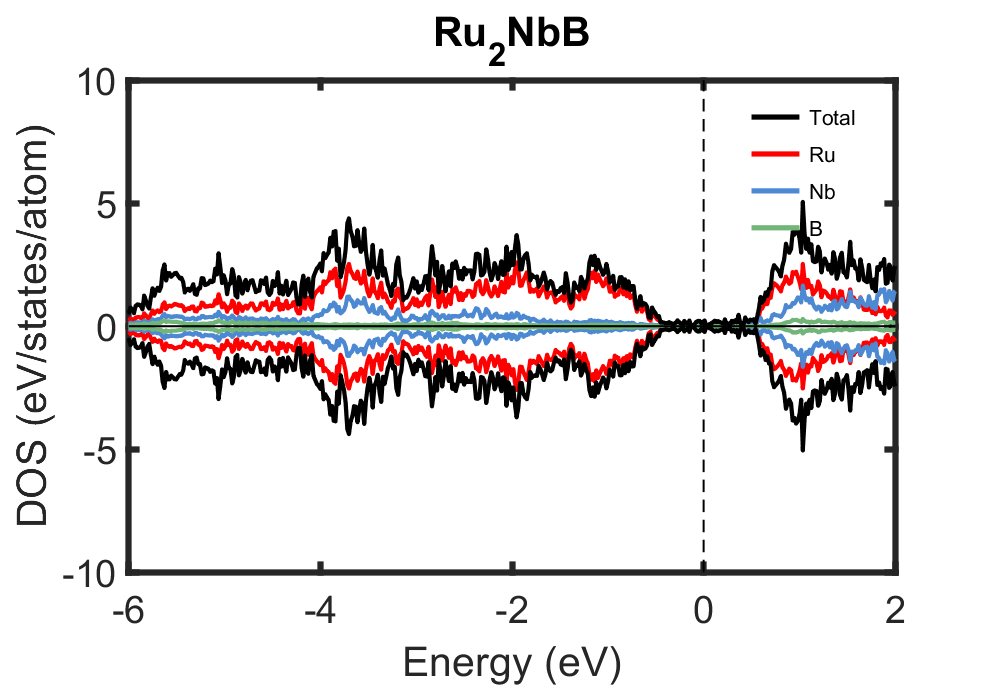 Ru₂NbB
DOS (eV/states/atom)
10
5
0
-5
-10
Total
Ru
Nb
B
-6 -4 -2 0 2
Energy (eV)